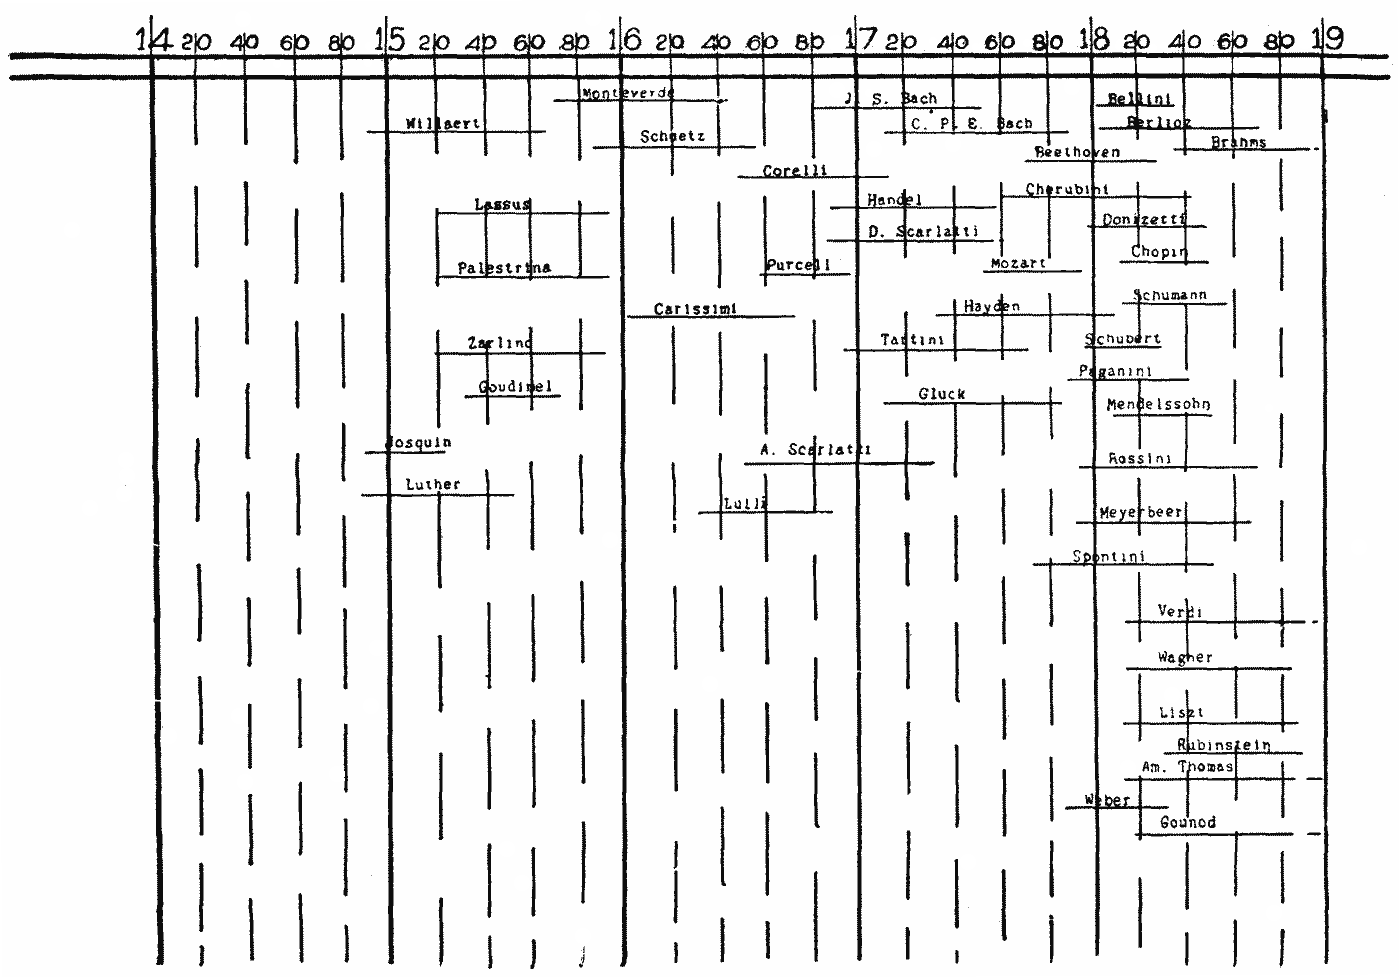 14 20 40 60 80 15 20 40 60 80 16 20 40 60 80 17 20 40 60 80 18 20 40 60 80 19
Monteverde
J. S. Bach
Bellini
Willaert
C. P. E. Bach
Berlioz
Schuetz
Brahms
Beethoven
Corelli
Cherubini
Lassus
Handel
Donizetti
D. Scarlatti
Chopin
Palestrina
Purcell
Mozart
Schumann
Carissimi
Hayden
Zarlino
Tartini
Schubert
Paganini
Goudimel
Gluck
Mendelssohn
Josquin
A. Scarlatti
Rossini
Luther
Lulli
Meyerbeer
Spontini
Verdi
Wagner
Liszt
Rubinstein
Am. Thomas
Weber
Gounod